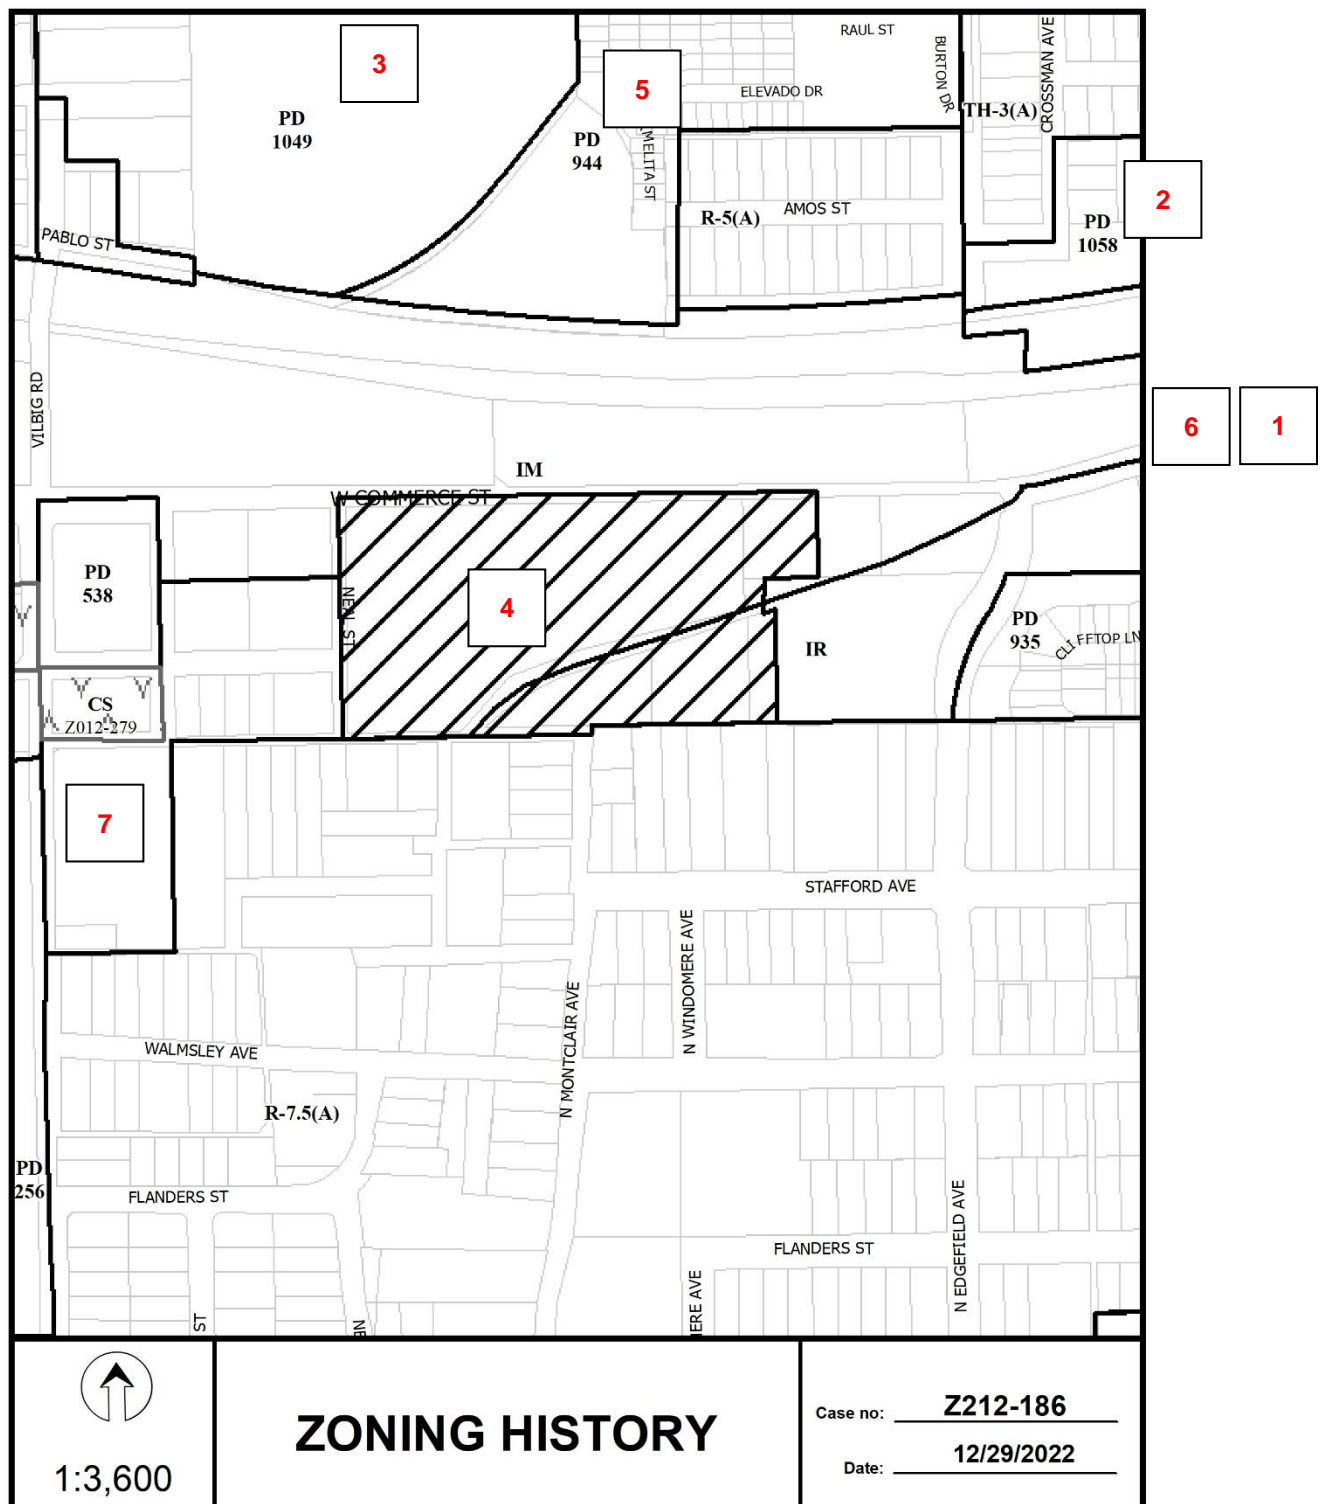 3
5
RAUL ST
BURTON DR
CROSSMAN AVE
ELEVADO DR
TH-3(A)
PD
1049
PD
944
MELITA ST
2
R-5(A)
AMOS ST
PD
1058
PABLO ST
VILBIG RD
6
1
IM
W COMMERCE ST
PD
538
NEAL ST
4
PD
935
CLIFFTOP LN
IR
CS
Z012-279
7
STAFFORD AVE
N WINDOMERE AVE
N MONTCLAIR AVE
WALMSLEY AVE
R-7.5(A)
PD
256
FLANDERS ST
N EDGEFIELD AVE
FLANDERS ST
ERE AVE
ST
NE
1:3,600
ZONING HISTORY
Case no: Z212-186
Date: 12/29/2022